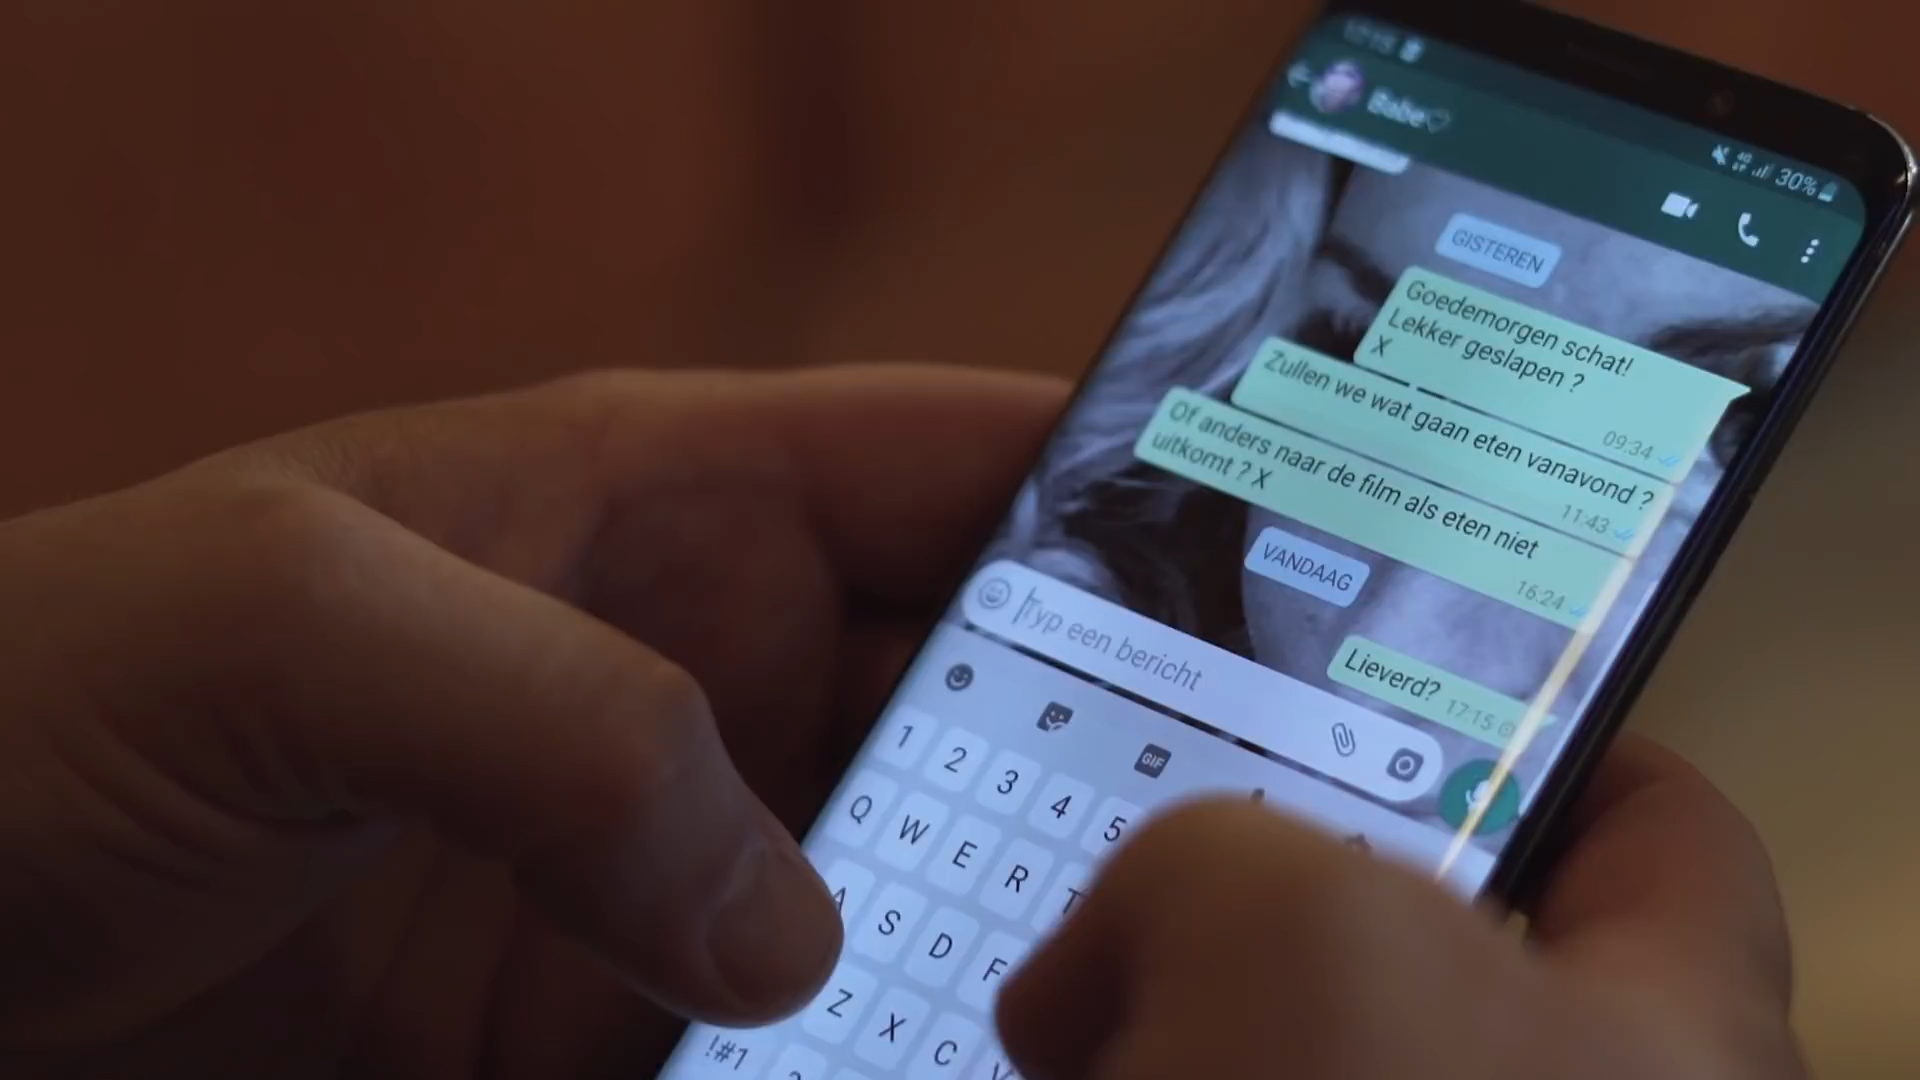 Babe♡
30%
GISTEREN
Goedemorgen schat!
Lekker geslapen ?
X
09:34
Zullen we wat gaan eten vanavond ?
11:43
Of anders naar de film als eten niet
uitkomt ? X
16:24
VANDAAG
Lieverd?
17:15
Typ een bericht
GIF
1 2 3 4 5
Q W E R T
A S D F
Z X C V
!#1